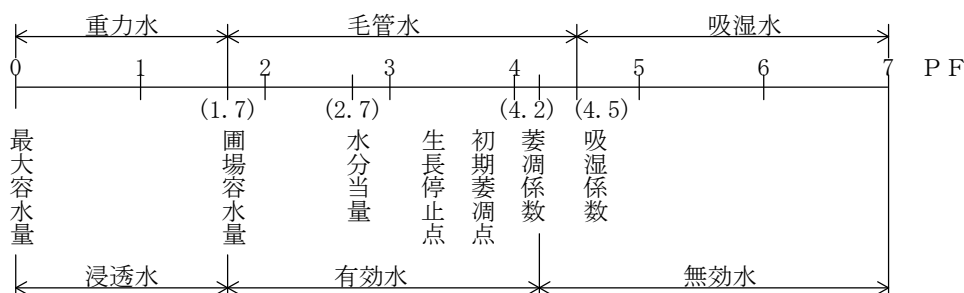 重力水 毛管水 吸湿水
0 1 2 3 4 5 6 7 ＰＦ
(1.7) (2.7) (4.2) (4.5)
最大容水量
圃場容水量
水分当量
生長停止点
初期萎凋点
萎凋係数
吸湿係数
浸透水 有効水 無効水